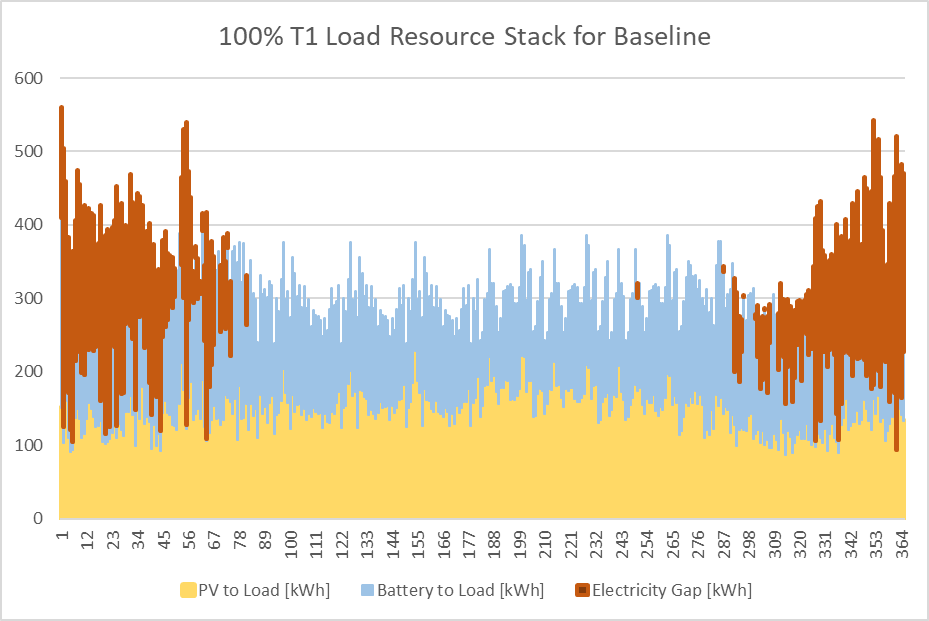 100% T1 Load Resource Stack for Baseline
600
500
400
300
200
100
0
1 12 23 34 45 56 67 78 89 100 111 122 133 144 155 166 177 188 199 210 221 232 243 254 265 276 287 298 309 320 331 342 353 364
PV to Load [kWh] Battery to Load [kWh] Electricity Gap [kWh]